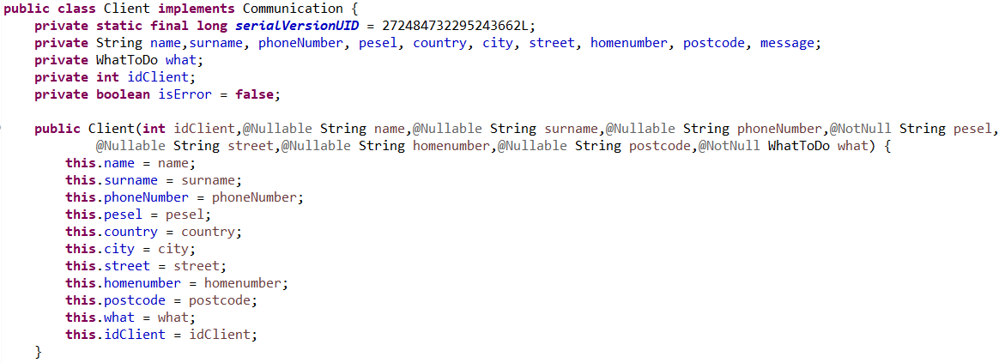 public class Client implements Communication {
    private static final long serialVersionUID = 272484732295243662L;
    private String name,surname, phoneNumber, pesel, country, city, street, homenumber, postcode, message;
    private WhatToDo what;
    private int idClient;
    private boolean isError = false;

    public Client(int idClient,@Nullable String name,@Nullable String surname,@Nullable String phoneNumber,@NotNull String pesel,
            @Nullable String street,@Nullable String homenumber,@Nullable String postcode,@NotNull WhatToDo what) {
        this.name = name;
        this.surname = surname;
        this.phoneNumber = phoneNumber;
        this.pesel = pesel;
        this.country = country;
        this.city = city;
        this.street = street;
        this.homenumber = homenumber;
        this.postcode = postcode;
        this.what = what;
        this.idClient = idClient;
    }